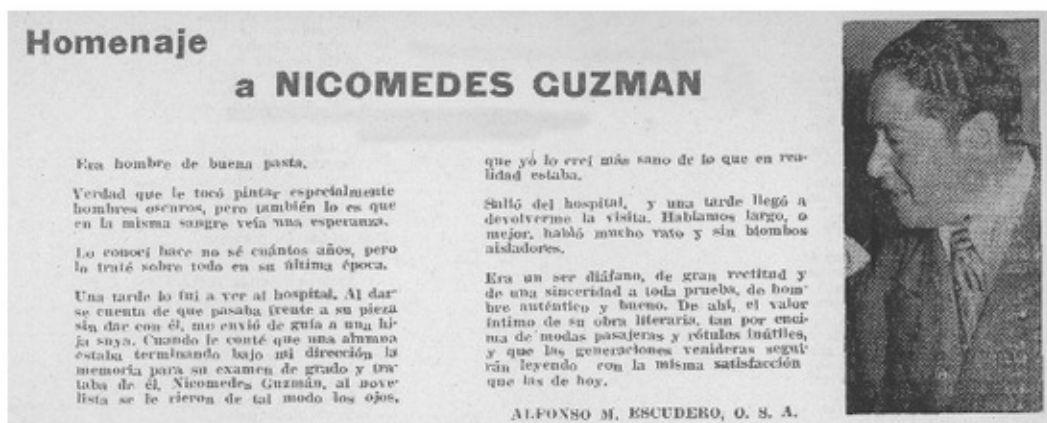 Homenaje
a NICOMEDES GUZMAN
Era hombre de buena pasta.
Verdad que le tocó pintar especialmente
hombres oscuros, pero también lo es que
en la misma sangre veía una esperanza.
Lo conocí hace no sé cuántos años, pero
lo traté sobre todo en su última época.
Una tarde lo fui a ver al hospital. Al dar-
se cuenta de que pasaba frente a su pieza
sin dar con él, me envió de guía a una hi-
ja suya. Cuando le conté que una alumna
estaba terminando bajo mi dirección la
memoria para su examen de grado y tra-
taba de él, Nicomedes Guzmán, al nove-
lista se le rieron de tal modo los ojos,
que yó lo creí más sano de lo que en rea-
lidad estaba.
Salió del hospital, y una tarde llegó a
devolverme la visita. Hablamos largo, o
mejor, habló mucho rato y sin biombos
aisladores.
Era un ser diáfano, de gran rectitud y
de una sinceridad a toda prueba, de hom-
bre auténtico y bueno. De ahí, el valor
íntimo de su obra literaria, tan por enci-
ma de modas pasajeras y rótulos inútiles,
y que las generaciones venideras segui-
rán leyendo con la misma satisfacción
que las de hoy.
ALFONSO M. ESCUDERO, O. S. A.